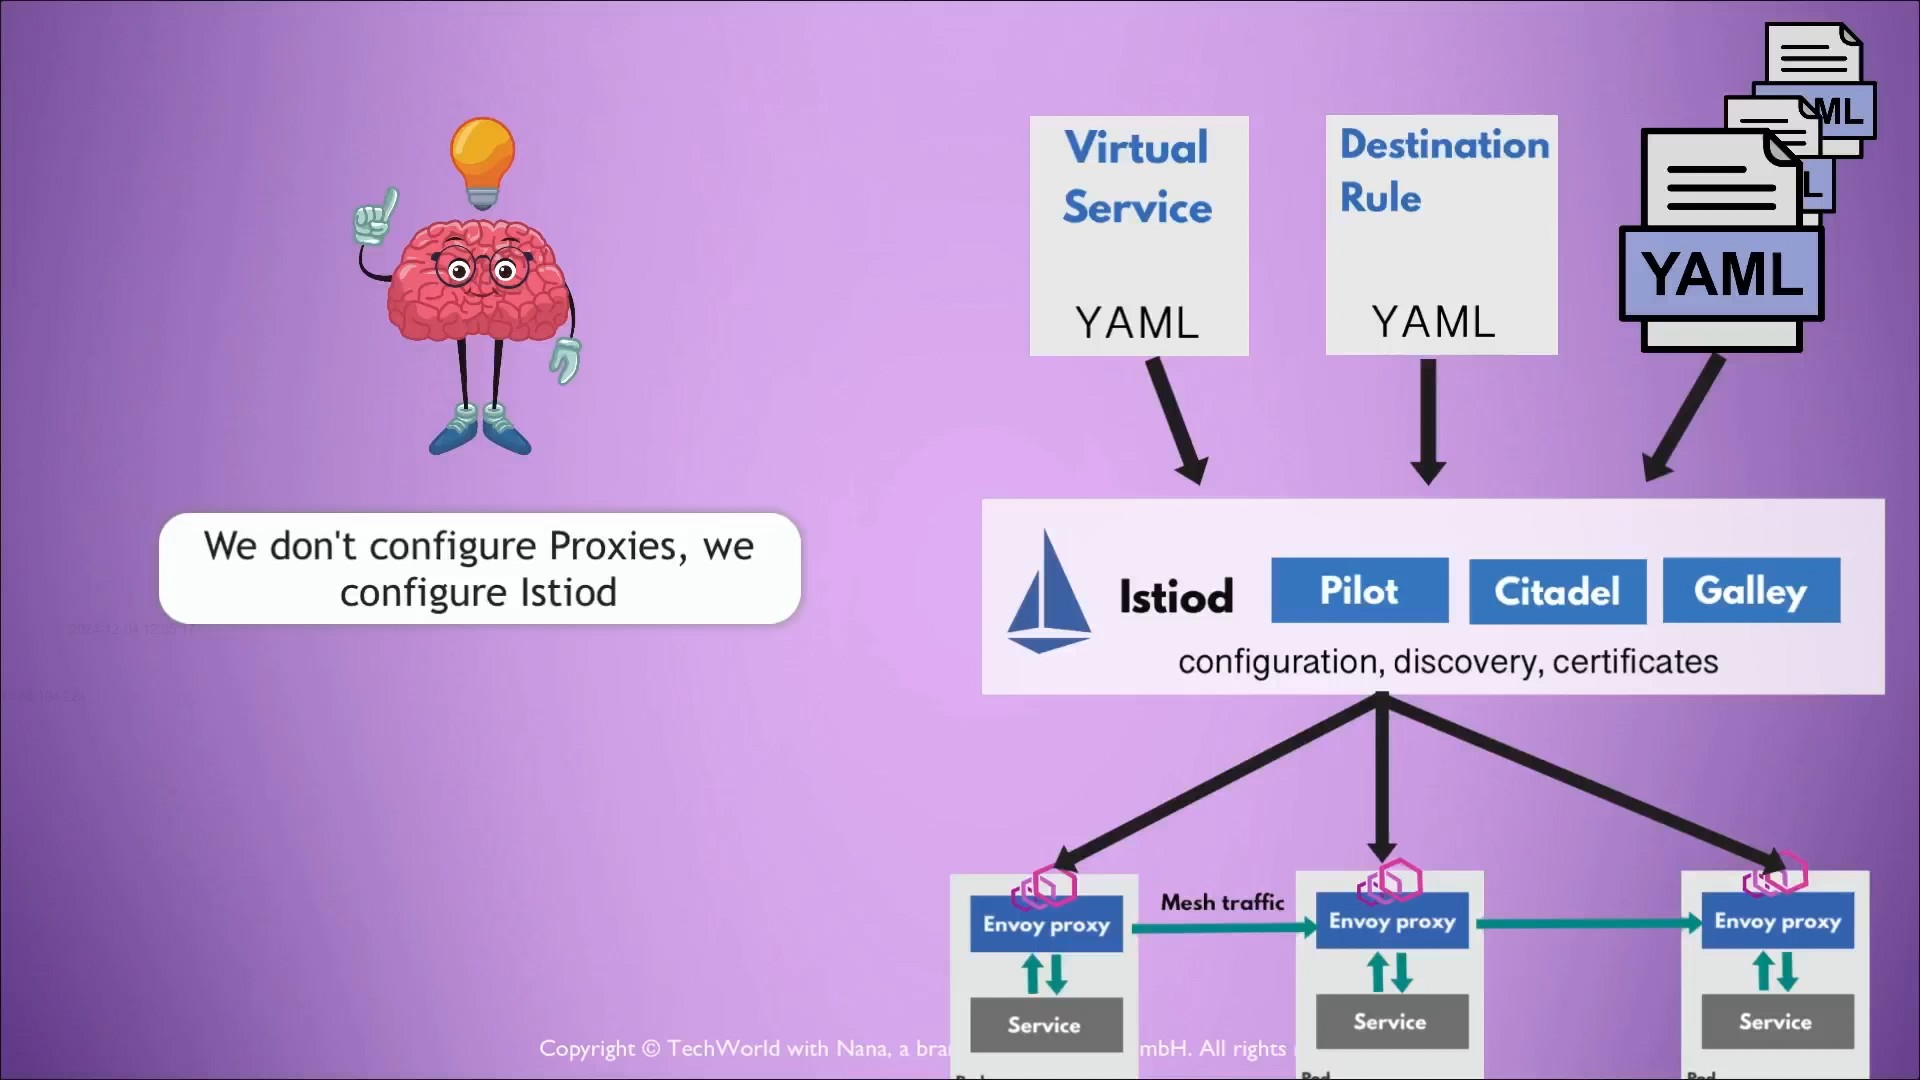 Virtual
Service
YAML
Destination
Rule
YAML
ML
L
YAML
We don't configure Proxies, we
configure Istiod
Istiod
Pilot
Citadel
Galley
configuration, discovery, certificates
Mesh traffic
Envoy proxy
Envoy proxy
Envoy proxy
Service
Service
Service
Copyright © TechWorld with Nana, a bra
mbH. All rights